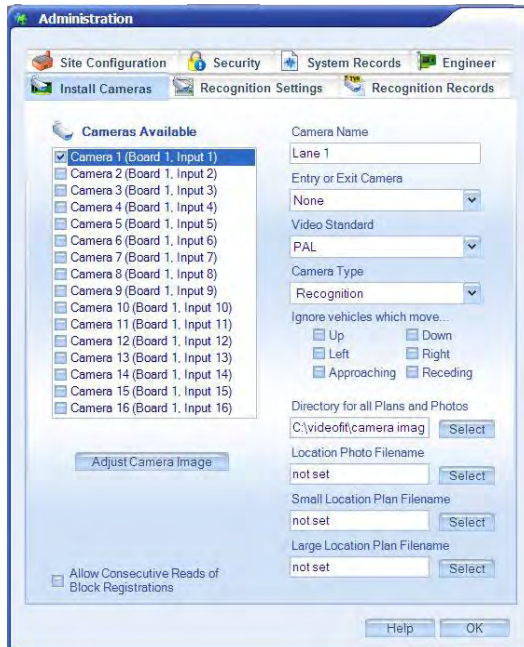 Administration
Site Configuration Security System Records Engineer
Install Cameras Recognition Settings Recognition Records
Cameras Available
Camera 1 (Board 1, Input 1)
Camera 2 (Board 1, Input 2)
Camera 3 (Board 1, Input 3)
Camera 4 (Board 1, Input 4)
Camera 5 (Board 1, Input 5)
Camera 6 (Board 1, Input 6)
Camera 7 (Board 1, Input 7)
Camera 8 (Board 1, Input 8)
Camera 9 (Board 1, Input 9)
Camera 10 (Board 1, Input 10)
Camera 11 (Board 1, Input 11)
Camera 12 (Board 1, Input 12)
Camera 13 (Board 1, Input 13)
Camera 14 (Board 1, Input 14)
Camera 15 (Board 1, Input 15)
Camera 16 (Board 1, Input 16)
Adjust Camera Image
Allow Consecutive Reads of
Block Registrations
Camera Name
Lane 1
Entry or Exit Camera
None
Video Standard
PAL
Camera Type
Recognition
Ignore vehicles which move...
Up Down
Left Right
Approaching Receding
Directory for all Plans and Photos
C:\videofit\camera imag Select
Location Photo Filename
not set Select
Small Location Plan Filename
not set Select
Large Location Plan Filename
not set Select
Help OK